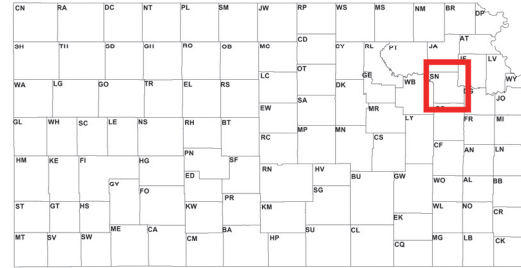 CN RA DC NT PL SM JW RP WS MS NM BR DP
CD AT
SH TH GD GH RO OB MC CY RL PT JA JF LV
LC OT GE WB SN WY
WA LG GO TR EL RS DK JO
EW SA MR LY
GL WH SC LE NS RH BT FR MI
RC MP MN CS
CF AN LN
HM KE FI HG PN SF
RN HV
GY ED BU GW WO AL BB
FO SG
ST GT HS KW PR KM WL NO CR
EK
MT SV SW ME CA CM BA HP SU CL CQ MG LB CK